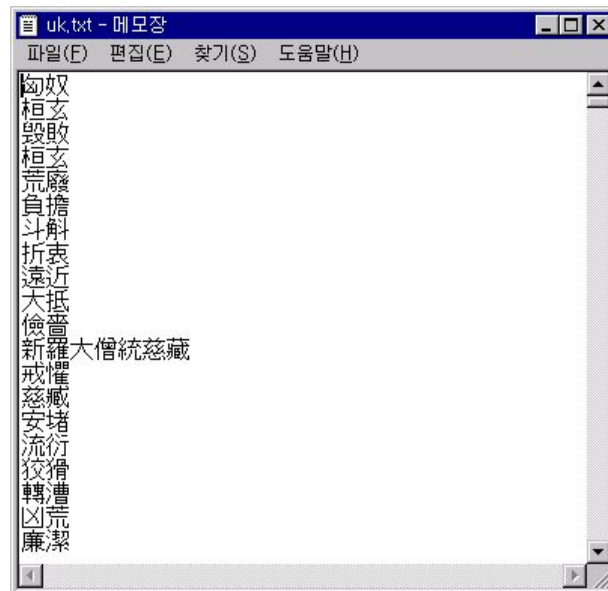 uk.txt - 메모장
파일(F) 편집(E) 찾기(S) 도움말(H)
匈奴
桓玄
毁敗
桓玄
荒廢
負擔
斗斛
折衷
遠近
大抵
儉嗇
新羅大僧統慈藏
戒懼
慈臧
安堵
流衍
狡猾
轉漕
凶荒
廉潔